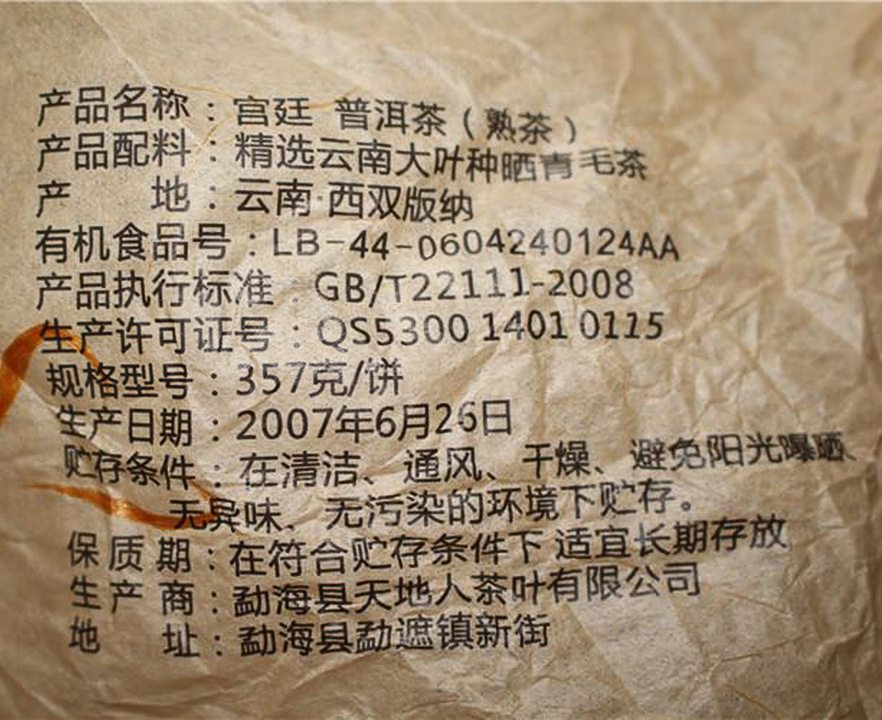 产品名称：宫廷 普洱茶（熟茶）
产品配料：精选云南大叶种晒青毛茶
产 地：云南·西双版纳
有机食品号：LB-44-0604240124AA
产品执行标准：GB/T22111-2008
生产许可证号：QS5300 1401 0115
规格型号：357克/饼
生产日期：2007年6月26日
贮存条件：在清洁、通风、干燥、避免阳光曝晒、
无异味、无污染的环境下贮存。
保质期：在符合贮存条件下 适宜长期存放
生产商：勐海县天地人茶叶有限公司
地 址：勐海县勐遮镇新街